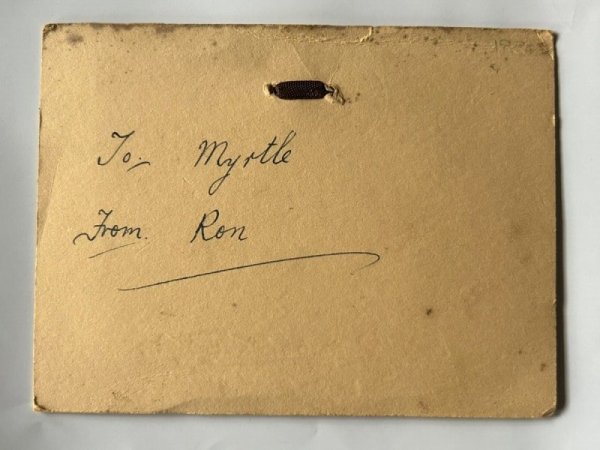 To- Myrtle
From. Ron